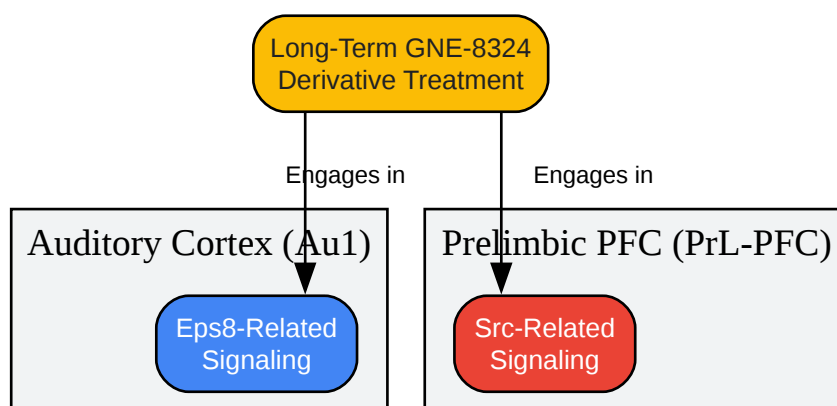 Long-Term GNE-8324
Derivative Treatment
Engages in
Engages in
Auditory Cortex (Au1)
Prelimbic PFC (PrL-PFC)
Eps8-Related
Signaling
Src-Related
Signaling